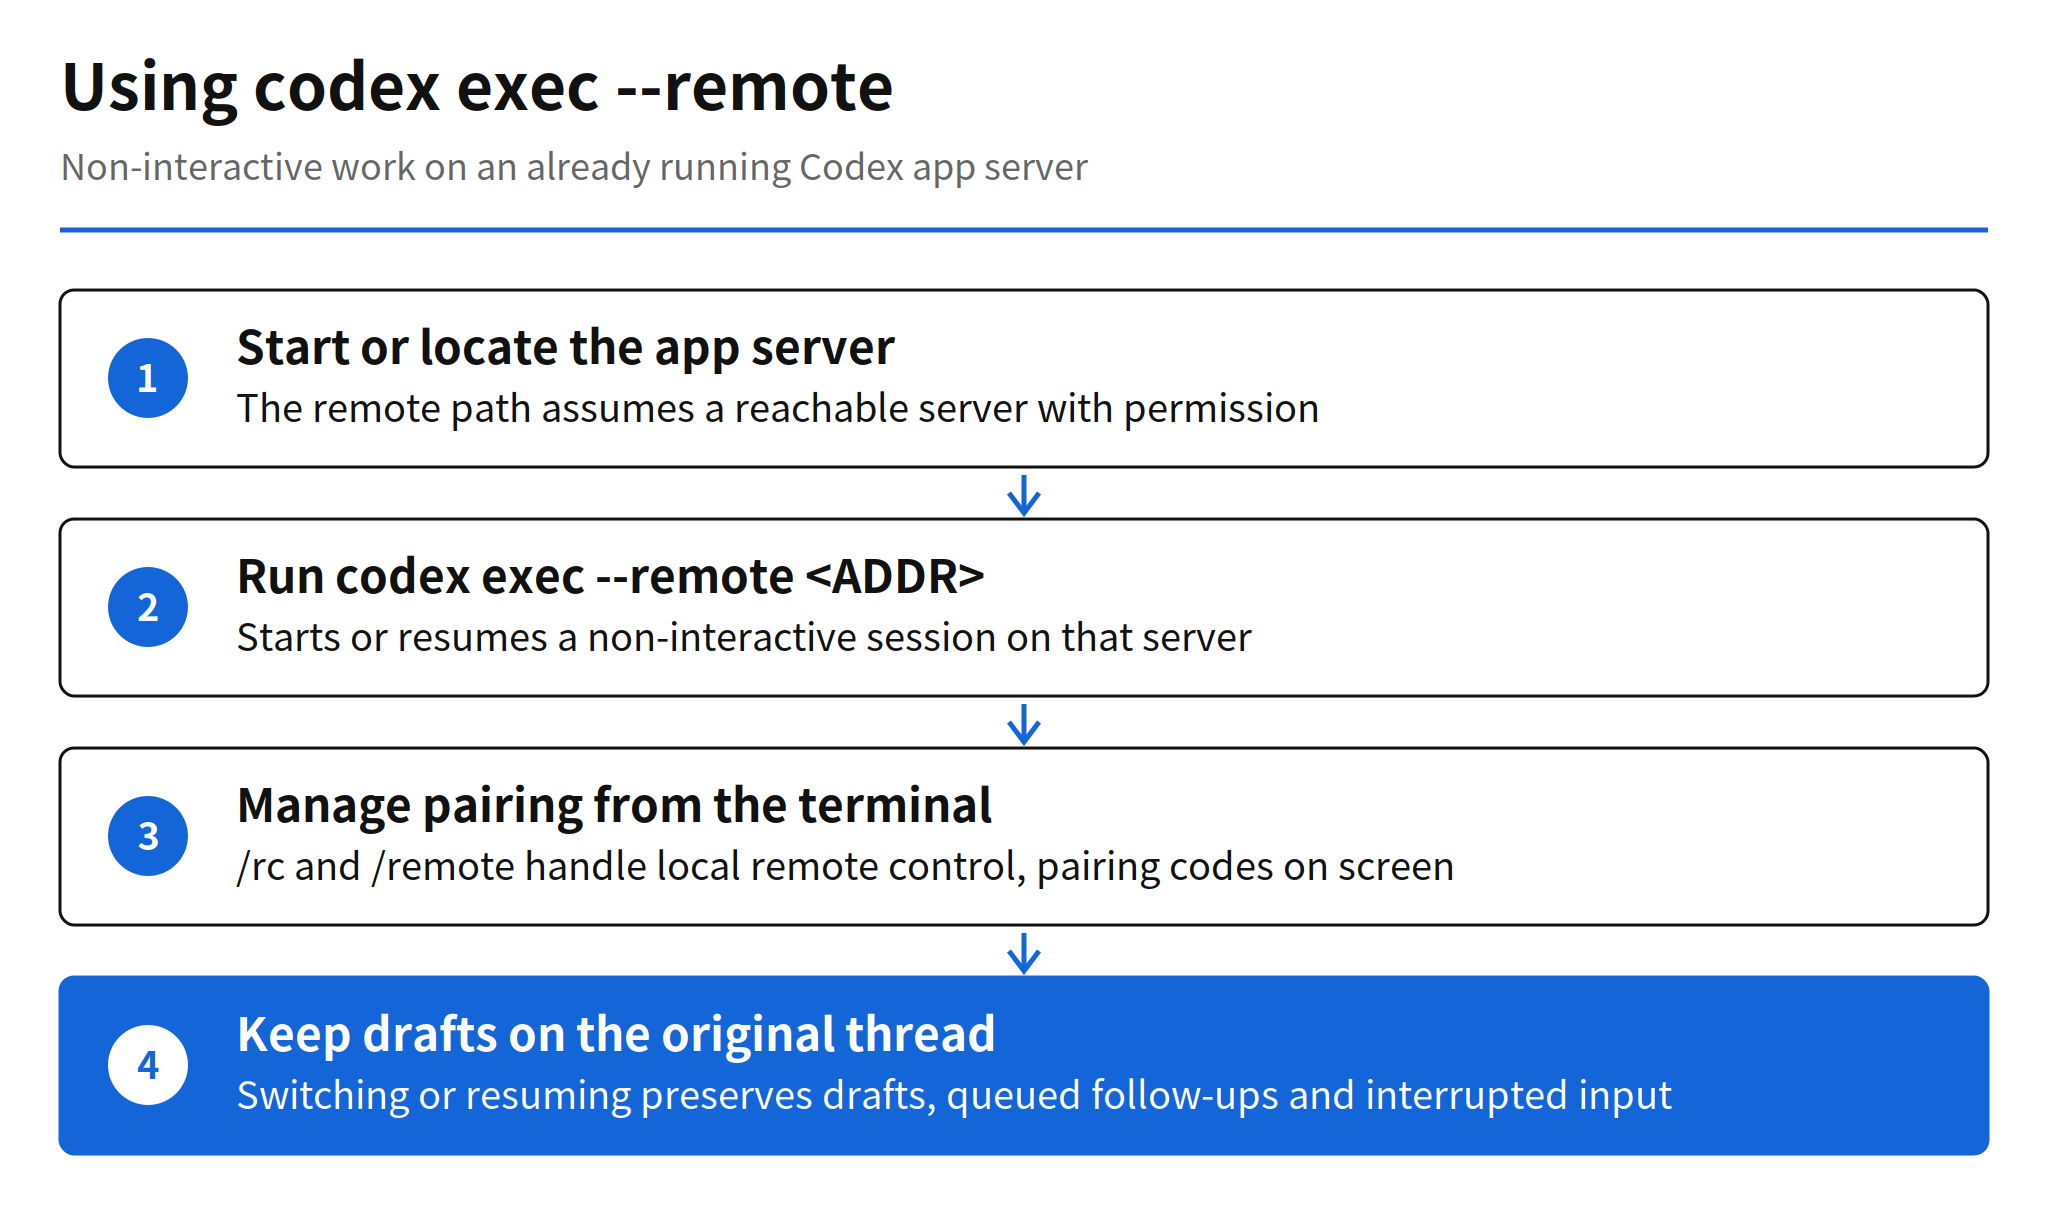 Using codex exec --remote
Non-interactive work on an already running Codex app server
1
Start or locate the app server
The remote path assumes a reachable server with permission
2
Run codex exec --remote <ADDR>
Starts or resumes a non-interactive session on that server
3
Manage pairing from the terminal
/rc and /remote handle local remote control, pairing codes on screen
4
Keep drafts on the original thread
Switching or resuming preserves drafts, queued follow-ups and interrupted input